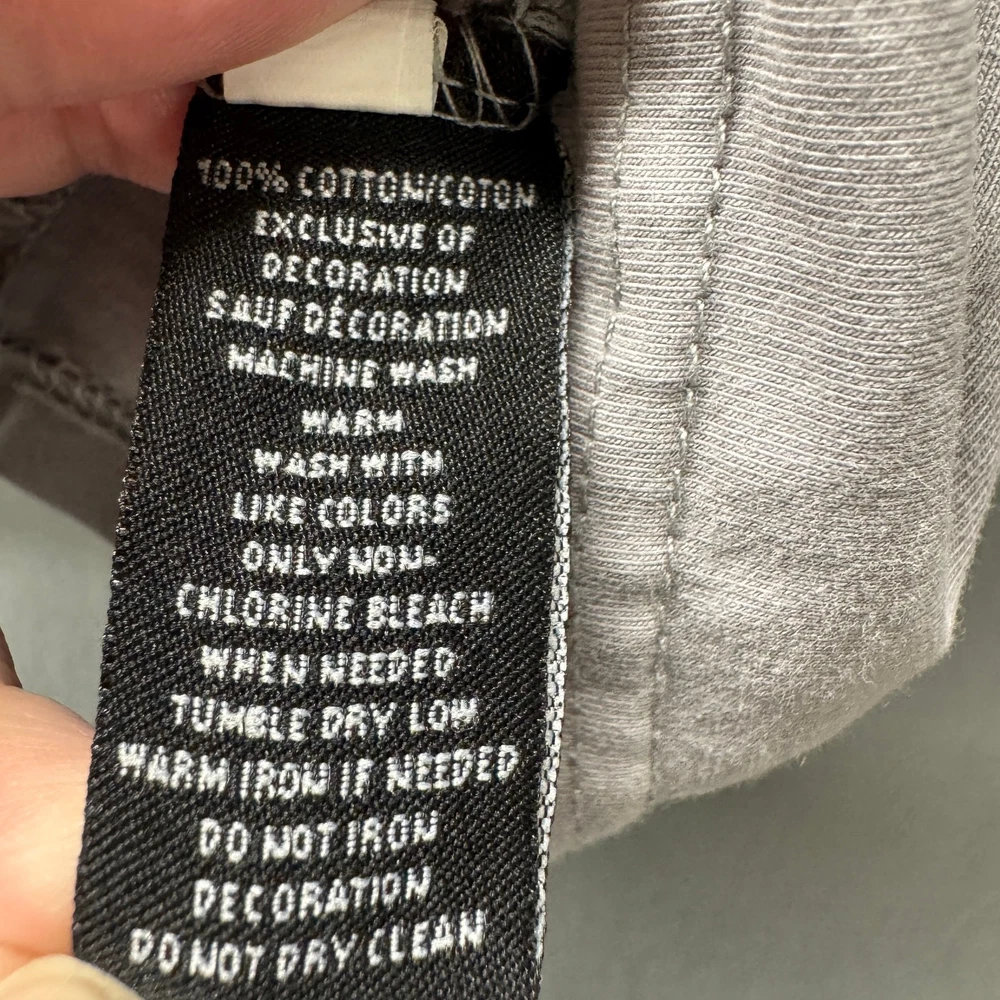 100% COTTON/COTON
EXCLUSIVE OF
DECORATION
SAUF DÉCORATION
MACHINE WASH
WARM
WASH WITH
LIKE COLORS
ONLY NON-
CHLORINE BLEACH
WHEN NEEDED
TUMBLE DRY LOW
WARM IRON IF NEEDED
DO NOT IRON
DECORATION
DO NOT DRY CLEAN